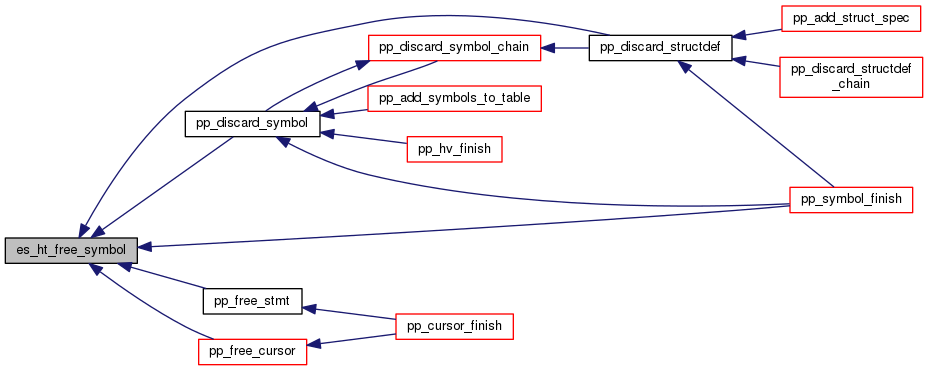 pp_add_struct_spec
pp_discard_symbol_chain
pp_discard_structdef
pp_discard_structdef
_chain
pp_add_symbols_to_table
pp_discard_symbol
pp_hv_finish
pp_symbol_finish
es_ht_free_symbol
pp_free_stmt
pp_cursor_finish
pp_free_cursor